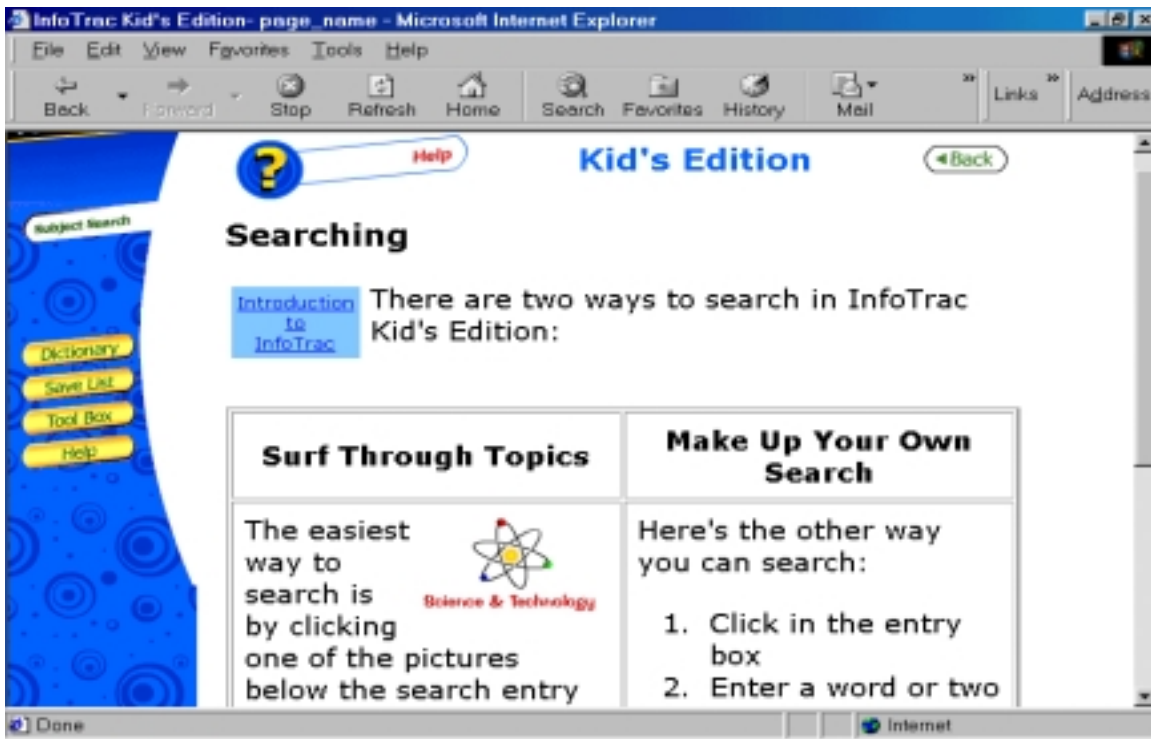 InfoTrac Kid's Edition- page_name - Microsoft Internet Explorer
File Edit View Favorites Tools Help
Back Forward Stop Refresh Home Search Favorites History Mail » Links » Address
Help Kid's Edition Back
Subject Search
Searching
Introduction
to
InfoTrac
There are two ways to search in InfoTrac
Kid's Edition:
Dictionary
Save List
Tool Box
Help
Surf Through Topics
Make Up Your Own
Search
The easiest
way to
search is
by clicking
one of the pictures
below the search entry
Science & Technology
Here's the other way
you can search:
1. Click in the entry
box
2. Enter a word or two
Done Internet